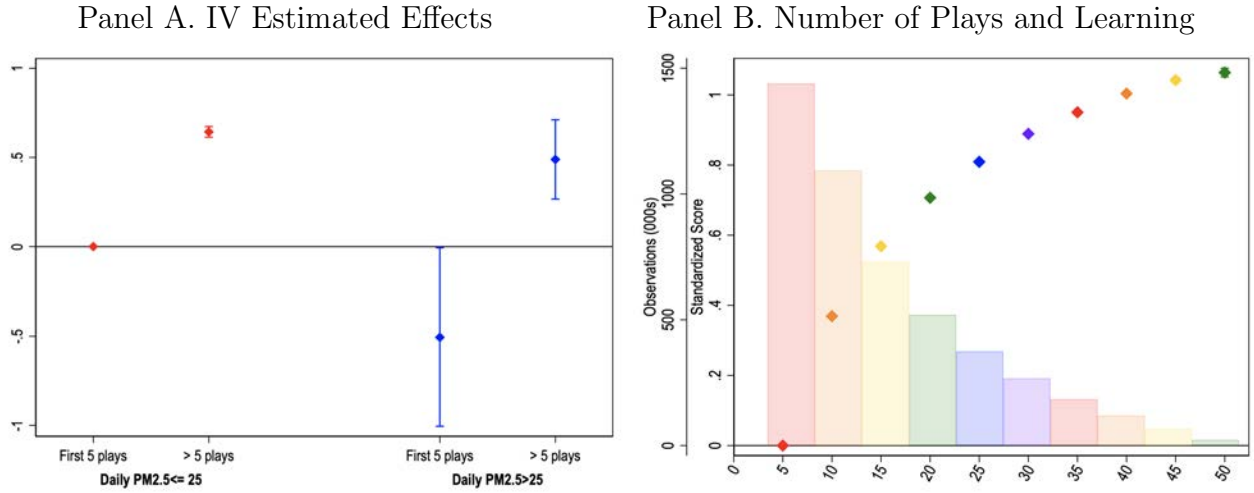 Panel A. IV Estimated Effects
1
.5
0
-.5
-1
First 5 plays
> 5 plays
First 5 plays
> 5 plays
Daily PM2.5<= 25
Daily PM2.5>25
Panel B. Number of Plays and Learning
Observations (000s)
1500
1000
500
0
Standardized Score
1
.8
.6
.4
.2
0
0
5
10
15
20
25
30
35
40
45
50